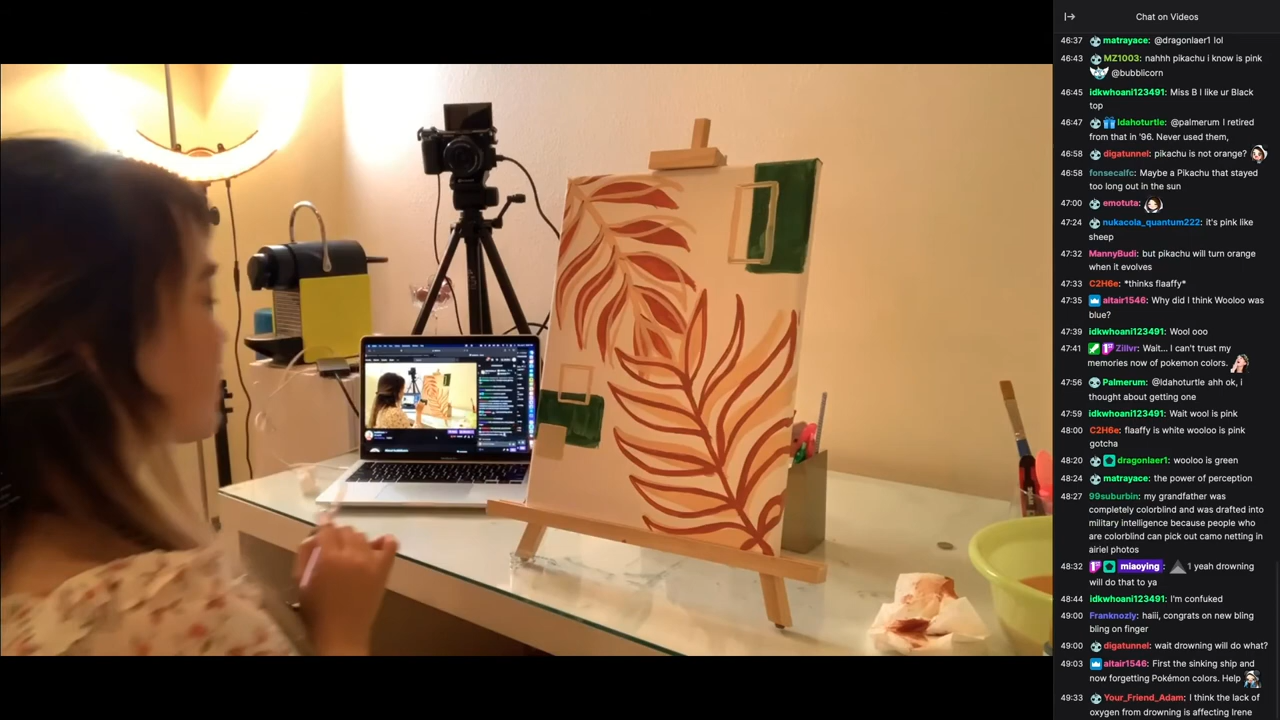 Chat on Videos
46:37 matrayace: @dragonlaer1 lol
46:43 MZ1003: nahhh pikachu i know is pink
@bubblicorn
46:45 idkwhoani123491: Miss B I like ur Black
top
46:47 Idahoturtle: @palmerum I retired
from that in '96. Never used them,
46:58 digatunnel: pikachu is not orange?
46:58 fonsecalfc: Maybe a Pikachu that stayed
too long out in the sun
47:00 emotuta:
47:24 nukacola_quantum222: it's pink like
sheep
47:32 MannyBudi: but pikachu will turn orange
when it evolves
47:33 C2H6e: *thinks flaaffy*
47:35 altair1546: Why did I think Wooloo was
blue?
47:39 idkwhoani123491: Wool ooo
47:41 Zillvr: Wait... I can't trust my
memories now of pokemon colors.
47:56 Palmerum: @Idahoturtle ahh ok, i
thought about getting one
47:59 idkwhoani123491: Wait wool is pink
48:00 C2H6e: flaaffy is white wooloo is pink
gotcha
48:20 dragonlaer1: wooloo is green
48:24 matrayace: the power of perception
48:27 99suburbin: my grandfather was
completely colorblind and was drafted into
military intelligence because people who
are colorblind can pick out camo netting in
airiel photos
48:32 miaoying: 1 yeah drowning
will do that to ya
48:44 idkwhoani123491: I'm confuked
49:00 Franknozly: haiii, congrats on new bling
bling on finger
49:00 digatunnel: wait drowning will do what?
49:03 altair1546: First the sinking ship and
now forgetting Pokémon colors. Help
49:33 Your_Friend_Adam: I think the lack of
oxygen from drowning is affecting Irene